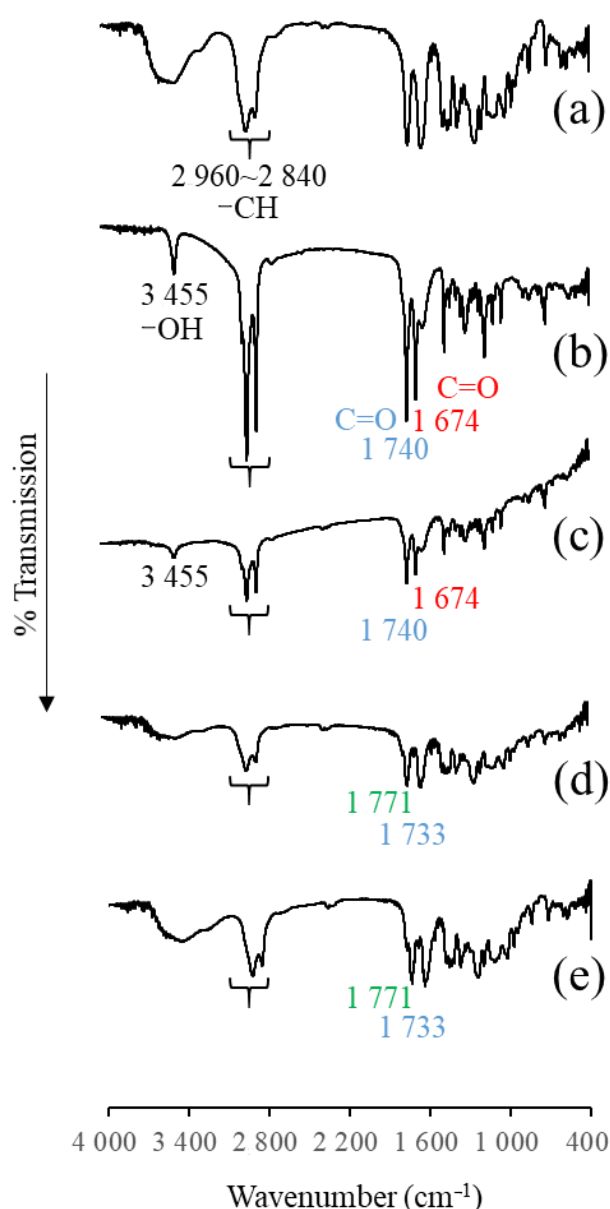 (a)
2 960~2 840
−CH
3 455
−OH
(b)
C=O
C=O 1 674
1 740
(c)
3 455
1 674
1 740
% Transmission
(d)
1 771
1 733
(e)
1 771
1 733
4 000 3 400 2 800 2 200 1 600 1 000 400
Wavenumber (cm⁻¹)